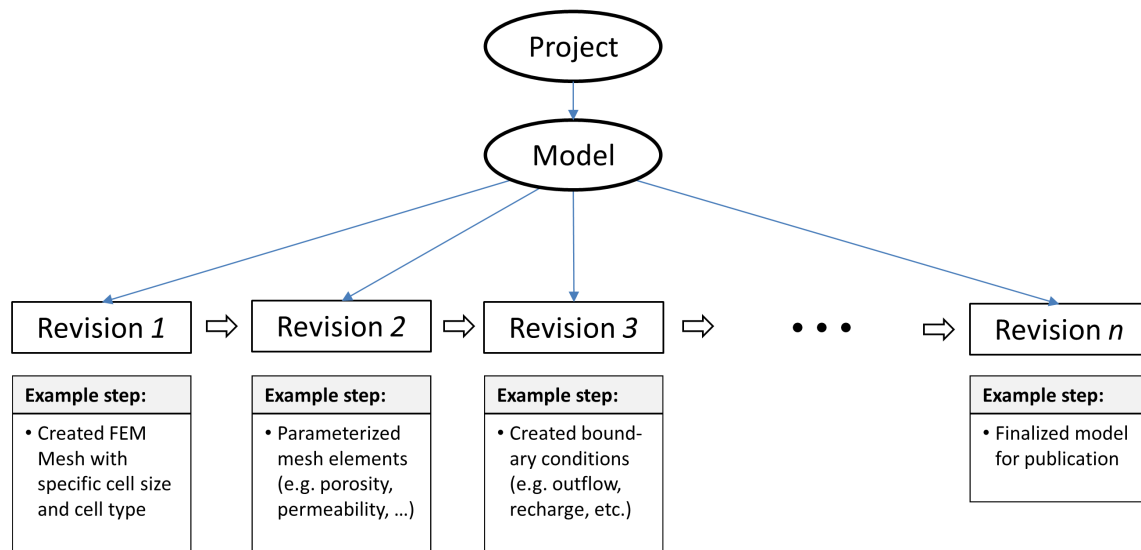 Project
Model
Revision 1
Revision 2
Revision 3
• • •
Revision n
Example step:
• Created FEM
Mesh with
specific cell size
and cell type
Example step:
• Parameterized
mesh elements
(e.g. porosity,
permeability, ...)
Example step:
• Created bound-
ary conditions
(e.g. outflow,
recharge, etc.)
Example step:
• Finalized model
for publication